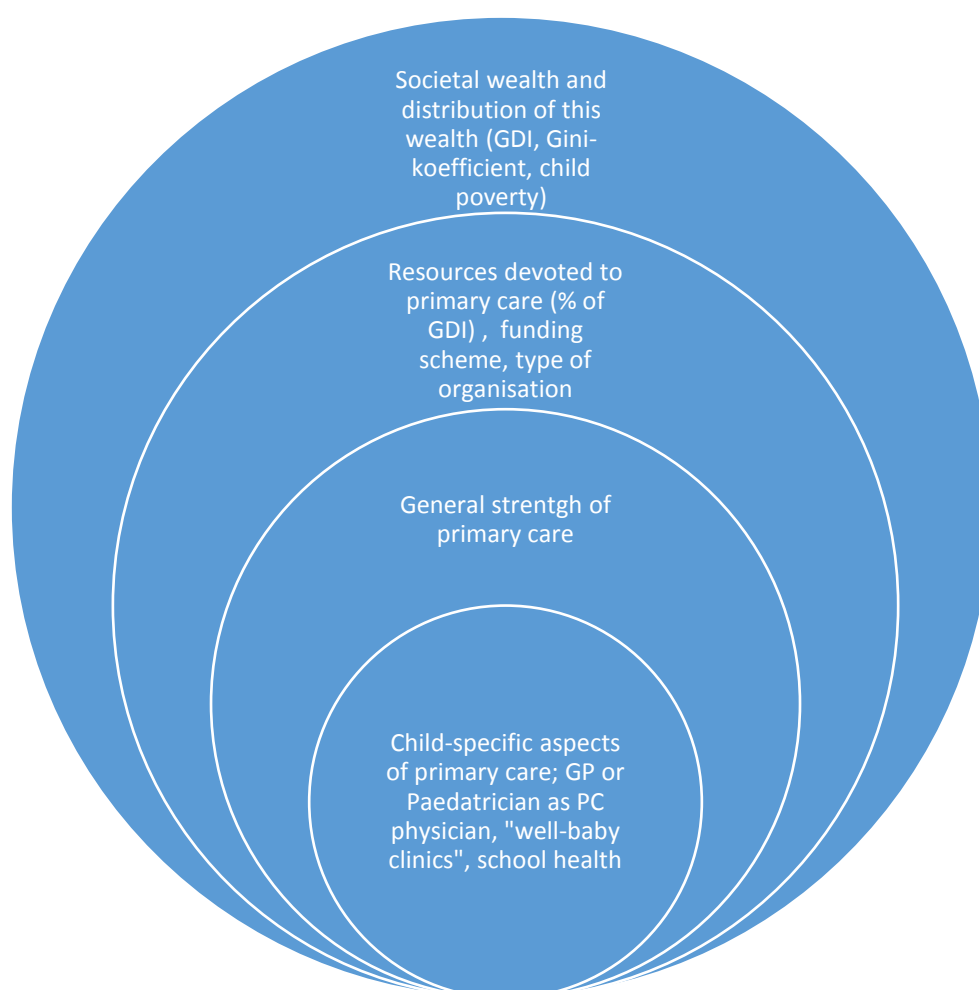 Societal wealth and
distribution of this
wealth (GDI, Gini-
koefficient, child
poverty)
Resources devoted to
primary care (% of
GDI) , funding
scheme, type of
organisation
General strentgh of
primary care
Child-specific aspects
of primary care; GP or
Paedatrician as PC
physician, "well-baby
clinics", school health